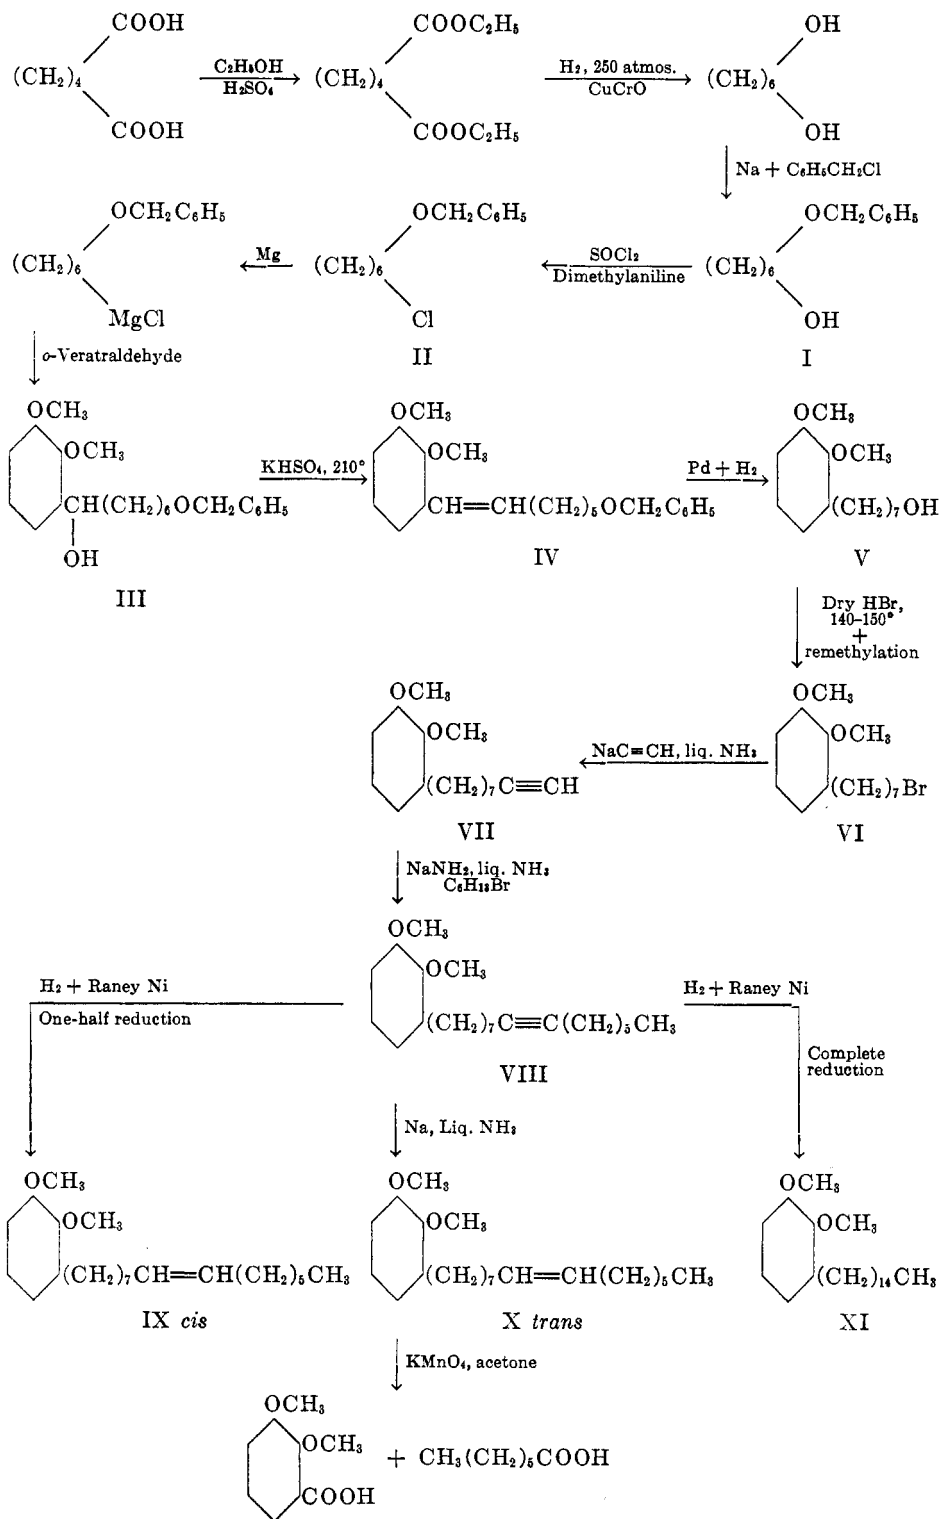 COOH COOC₂H₅ OH
(CH₂)₄ C₂H₅OH (CH₂)₄ H₂, 250 atmos. (CH₂)₆
H₂SO₄ CuCrO
COOH COOC₂H₅ OH
Na + C₆H₅CH₂Cl
OCH₂C₆H₅ OCH₂C₆H₅ OCH₂C₆H₅
(CH₂)₆ Mg (CH₂)₆ SOCl₂ (CH₂)₆
Dimethylaniline
MgCl Cl OH
II I
o-Veratraldehyde
OCH₃ OCH₃ OCH₃
OCH₃ OCH₃ OCH₃
KHSO₄, 210° Pd + H₂
CH(CH₂)₆OCH₂C₆H₅ CH=CH(CH₂)₅OCH₂C₆H₅ (CH₂)₇OH
OH IV V
III
Dry HBr,
140–150°
+
remethylation
OCH₃ OCH₃
OCH₃ OCH₃
NaC≡CH, liq. NH₃
(CH₂)₇C≡CH (CH₂)₇Br
VII VI
NaNH₂, liq. NH₃
C₆H₁₃Br
OCH₃
H₂ + Raney Ni OCH₃ H₂ + Raney Ni
One-half reduction (CH₂)₇C≡C(CH₂)₅CH₃
VIII Complete
reduction
Na, Liq. NH₃
OCH₃ OCH₃ OCH₃
OCH₃ OCH₃ OCH₃
(CH₂)₇CH=CH(CH₂)₅CH₃ (CH₂)₇CH=CH(CH₂)₅CH₃ (CH₂)₁₄CH₃
IX cis X trans XI
KMnO₄, acetone
OCH₃
OCH₃ + CH₃(CH₂)₅COOH
COOH